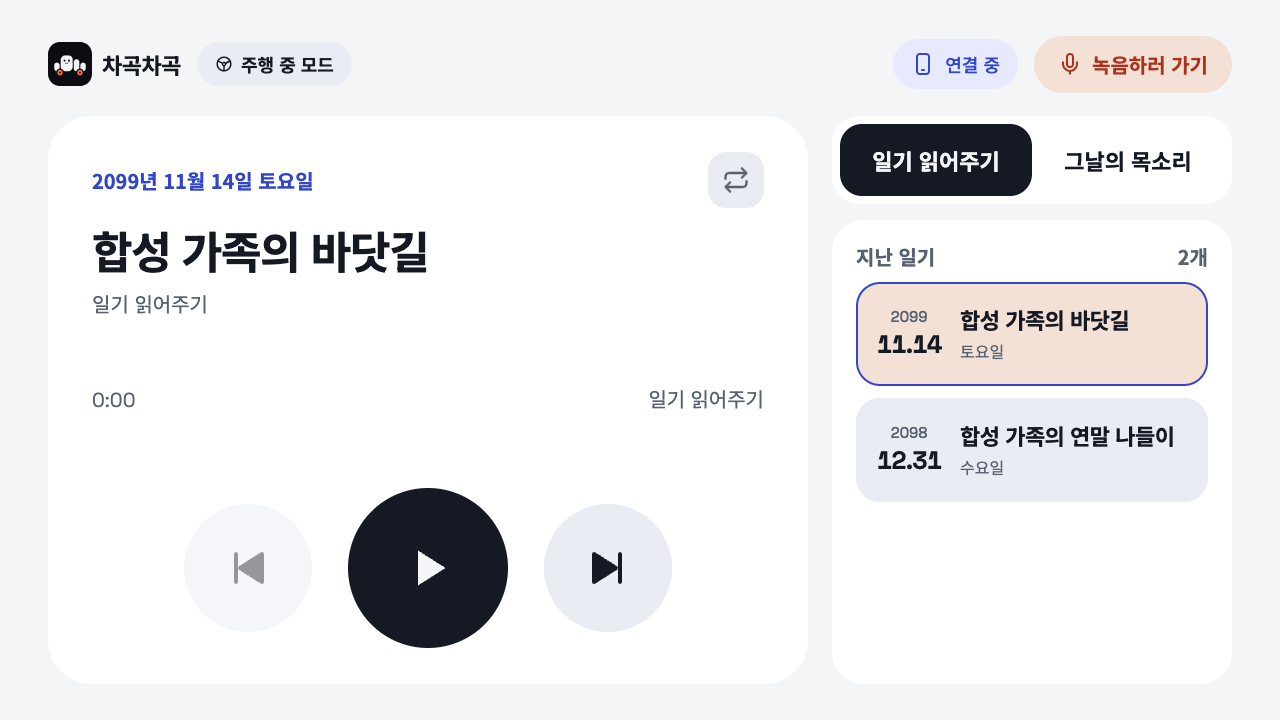 차곡차곡
주행 중 모드
연결 중
녹음하러 가기
2099년 11월 14일 토요일
합성 가족의 바닷길
일기 읽어주기
0:00
일기 읽어주기
일기 읽어주기
그날의 목소리
지난 일기
2개
2099
11.14
합성 가족의 바닷길
토요일
2098
12.31
합성 가족의 연말 나들이
수요일